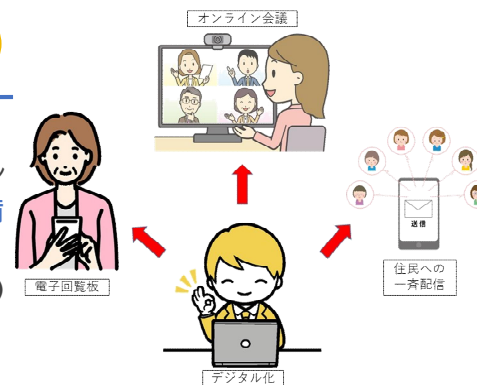 オンライン会議
電子回覧板
送信
住民への
一斉配信
デジタル化